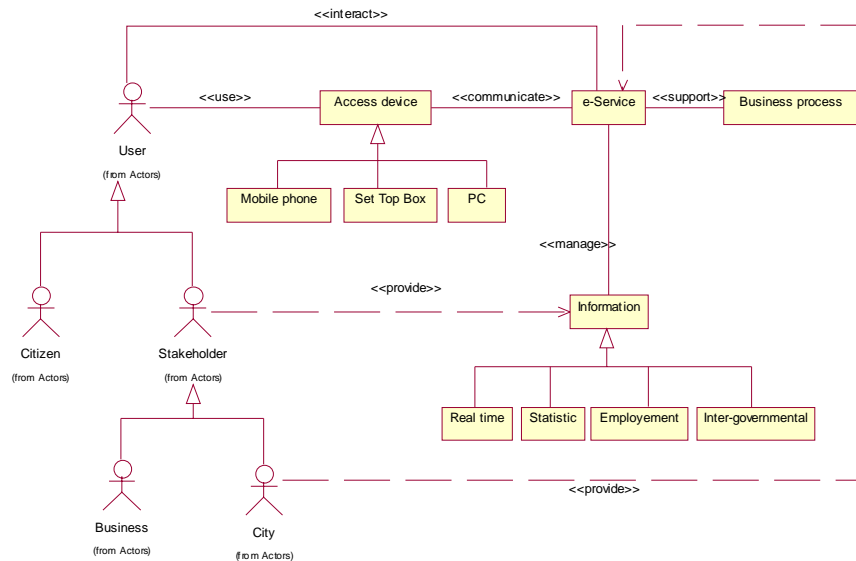 <<interact>>
<<use>>
Access device
<<communicate>>
e-Service
<<support>>
Business process
User
(from Actors)
Mobile phone
Set Top Box
PC
<<manage>>
<<provide>>
Information
Citizen
(from Actors)
Stakeholder
(from Actors)
Real time
Statistic
Employement
Inter-governmental
<<provide>>
Business
(from Actors)
City
(from Actors)